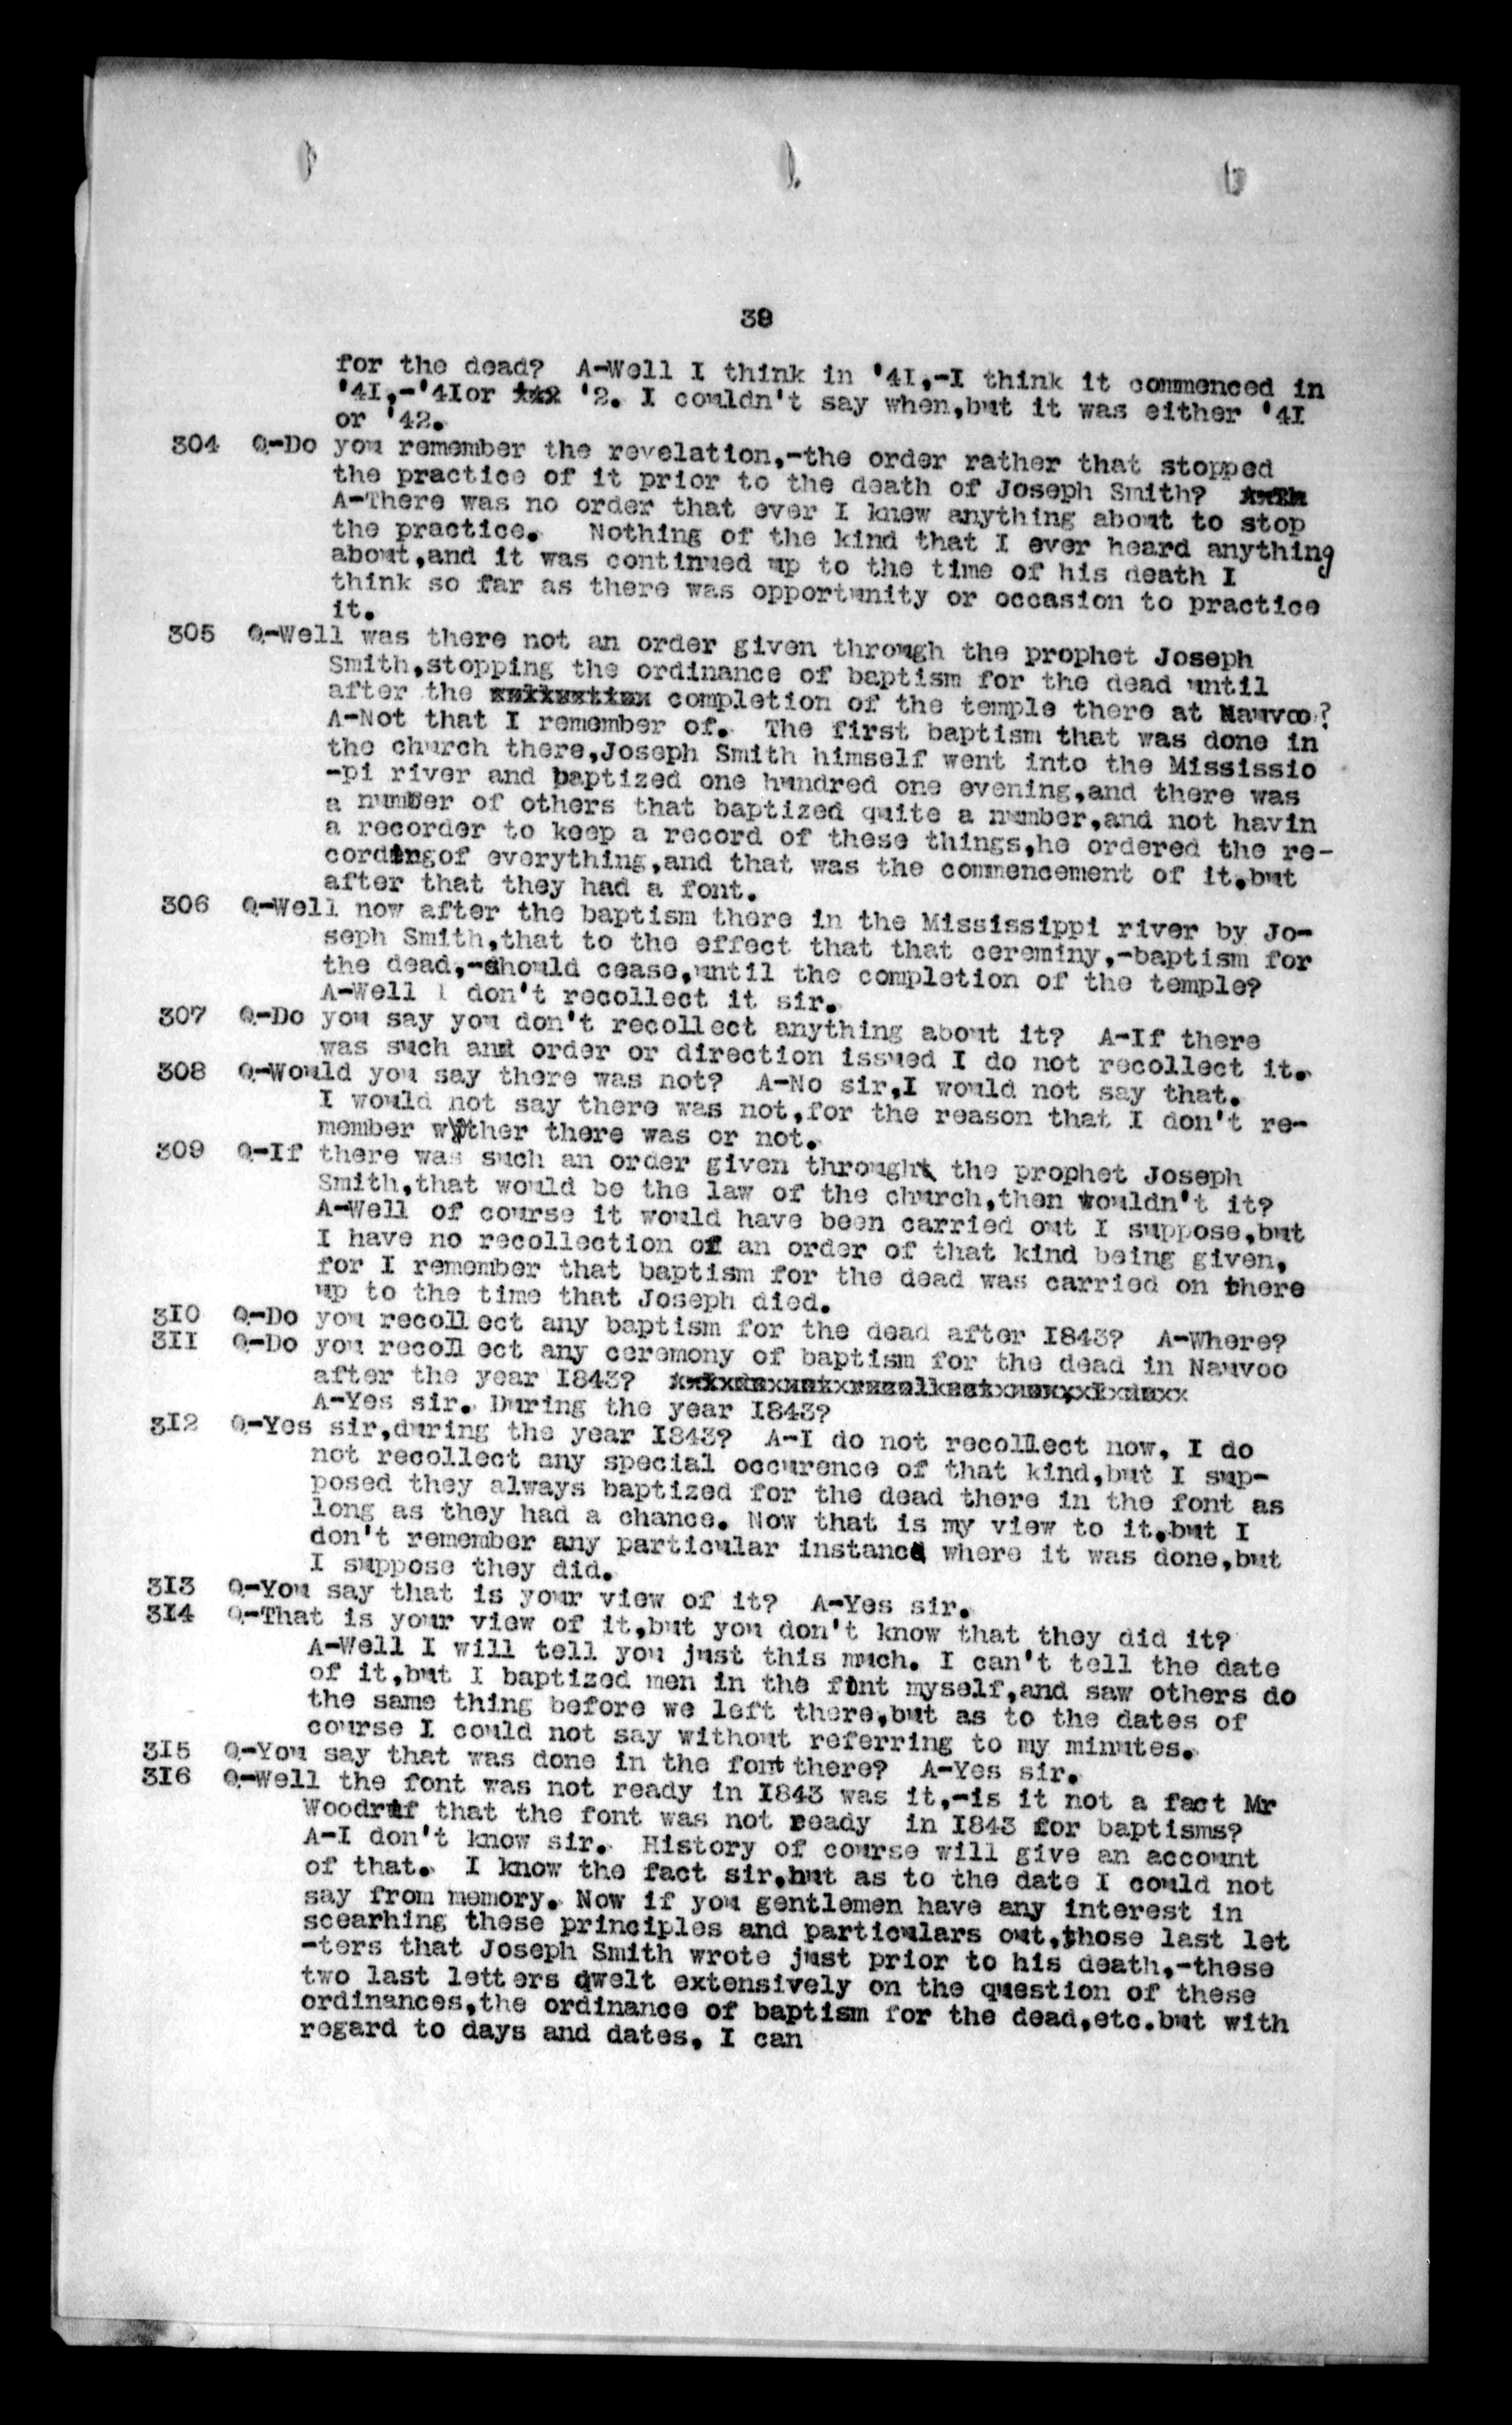 39
for the dead? A-Well I think in '41,-I think it commenced in
'41,-'41or '2. I couldn't say when,but it was either '41
or '42.
304 Q-Do you remember the revelation,-the order rather that stopped
the practice of it prior to the death of Joseph Smith? A-Th
A-There was no order that ever I knew anything about to stop
the practice. Nothing of the kind that I ever heard anything
about,and it was continued up to the time of his death I
think so far as there was opportunity or occasion to practice
it.
305 Q-Well was there not an order given through the prophet Joseph
Smith,stopping the ordinance of baptism for the dead until
after the completion of the temple there at Nauvoo?
A-Not that I remember of. The first baptism that was done in
the church there,Joseph Smith himself went into the Mississio
-pi river and baptized one hundred one evening,and there was
a number of others that baptized quite a number,and not havin
a recorder to keep a record of these things,he ordered the re-
cordingof everything,and that was the commencement of it.but
after that they had a font.
306 Q-Well now after the baptism there in the Mississippi river by Jo-
seph Smith,that to the effect that that cereminy,-baptism for
the dead,-should cease,until the completion of the temple?
A-Well I don't recollect it sir.
307 Q-Do you say you don't recollect anything about it? A-If there
was such and order or direction issued I do not recollect it.
308 Q-Would you say there was not? A-No sir,I would not say that.
I would not say there was not,for the reason that I don't re-
member wyther there was or not.
309 Q-If there was such an order given throught the prophet Joseph
Smith,that would be the law of the church,then wouldn't it?
A-Well of course it would have been carried out I suppose,but
I have no recollection of an order of that kind being given,
for I remember that baptism for the dead was carried on there
up to the time that Joseph died.
310 Q-Do you recollect any baptism for the dead after 1843? A-Where?
311 Q-Do you recollect any ceremony of baptism for the dead in Nauvoo
after the year 1843?
A-Yes sir. During the year 1843?
312 Q-Yes sir,during the year 1843? A-I do not recollect now, I do
not recollect any special occurence of that kind,but I sup-
posed they always baptized for the dead there in the font as
long as they had a chance. Now that is my view to it.but I
don't remember any particular instance where it was done,but
I suppose they did.
313 Q-You say that is your view of it? A-Yes sir.
314 Q-That is your view of it,but you don't know that they did it?
A-Well I will tell you just this much. I can't tell the date
of it,but I baptized men in the font myself,and saw others do
the same thing before we left there,but as to the dates of
course I could not say without referring to my minutes.
315 Q-You say that was done in the font there? A-Yes sir.
316 Q-Well the font was not ready in 1843 was it,-is it not a fact Mr
Woodruf that the font was not ready in 1843 for baptisms?
A-I don't know sir. History of course will give an account
of that. I know the fact sir,but as to the date I could not
say from memory. Now if you gentlemen have any interest in
scearhing these principles and particulars out,those last let
-ters that Joseph Smith wrote just prior to his death,-these
two last letters dwelt extensively on the question of these
ordinances,the ordinance of baptism for the dead,etc.but with
regard to days and dates, I can